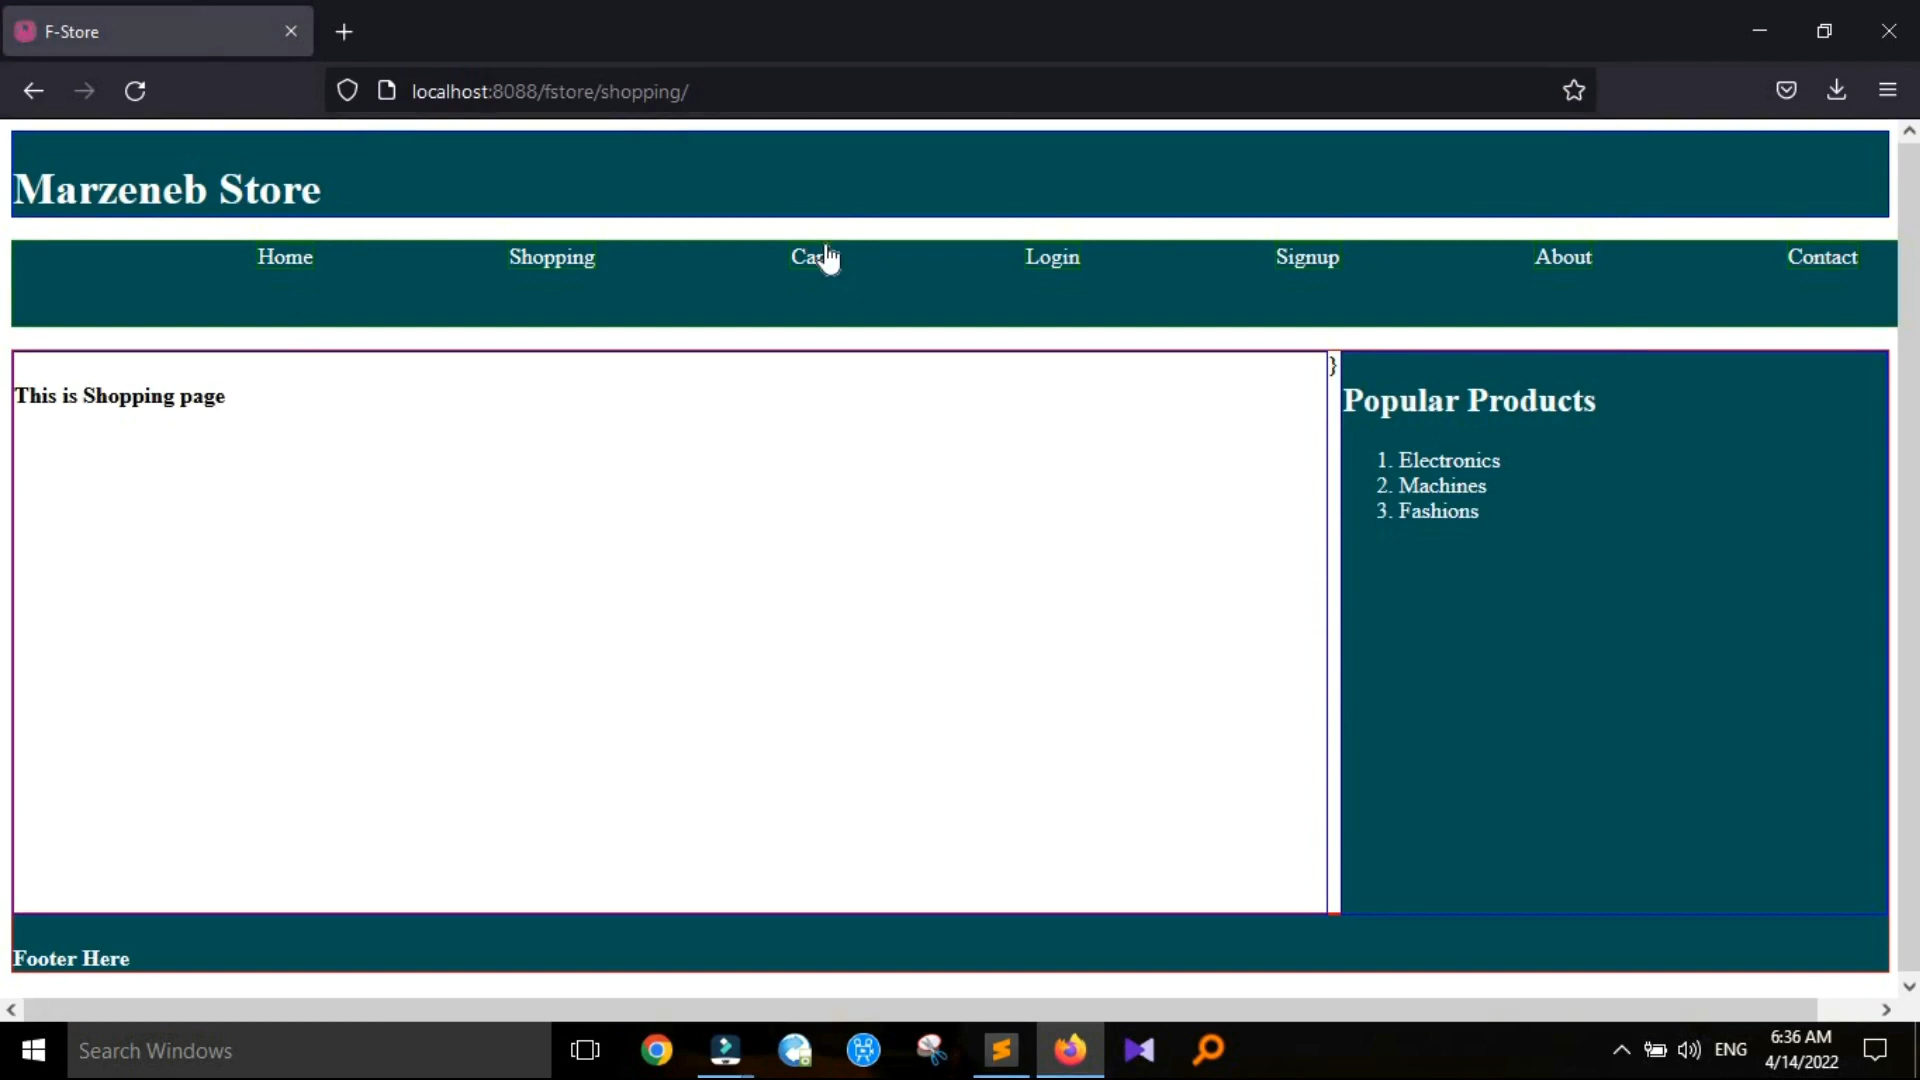 F-Store
localhost:8088/fstore/shopping/
Marzeneb Store
Home Shopping Login Signup About Contact
}
This is Shopping page
Popular Products
1. Electronics
2. Machines
3. Fashions
Footer Here
Search Windows
ENG
6:36 AM
4/14/2022